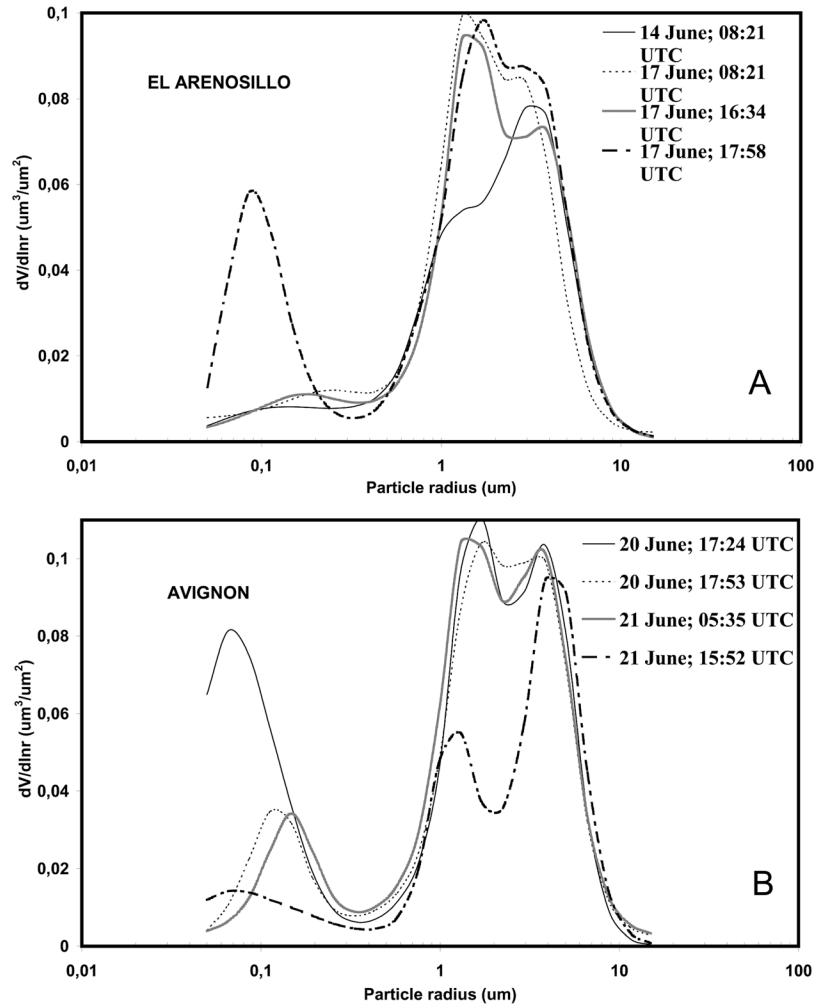 0,1
14 June; 08:21
UTC
17 June; 08:21
UTC
17 June; 16:34
UTC
17 June; 17:58
UTC
EL ARENOSILLO
0,08
0,06
0,04
0,02
0
dV/dlnr (um³/um²)
A
0,01
0,1
1
10
100
Particle radius (um)
0,1
20 June; 17:24 UTC
20 June; 17:53 UTC
21 June; 05:35 UTC
21 June; 15:52 UTC
AVIGNON
0,08
0,06
0,04
0,02
0
dV/dlnr (um³/um²)
B
0,01
0,1
1
10
100
Particle radius (um)